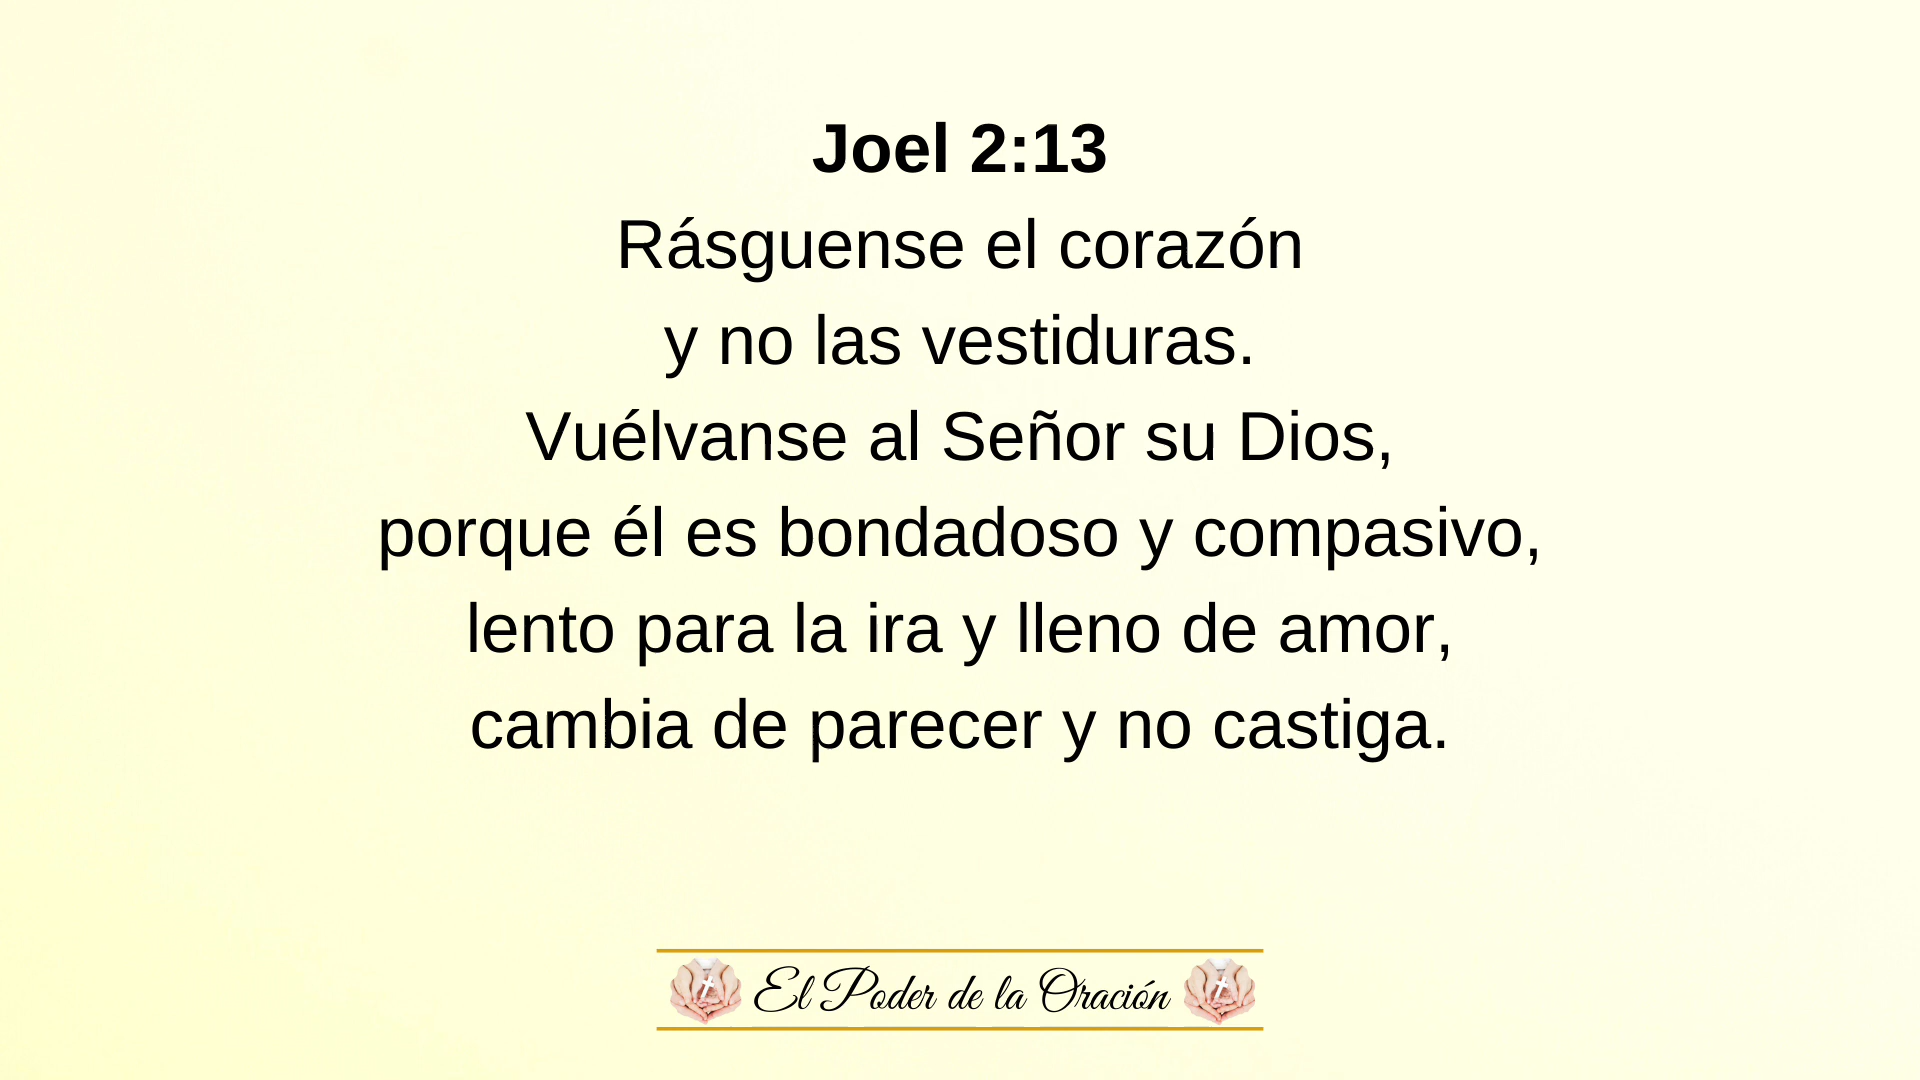 Joel 2:13
Rásguense el corazón
y no las vestiduras.
Vuélvanse al Señor su Dios,
porque él es bondadoso y compasivo,
lento para la ira y lleno de amor,
cambia de parecer y no castiga.
El Poder de la Oración